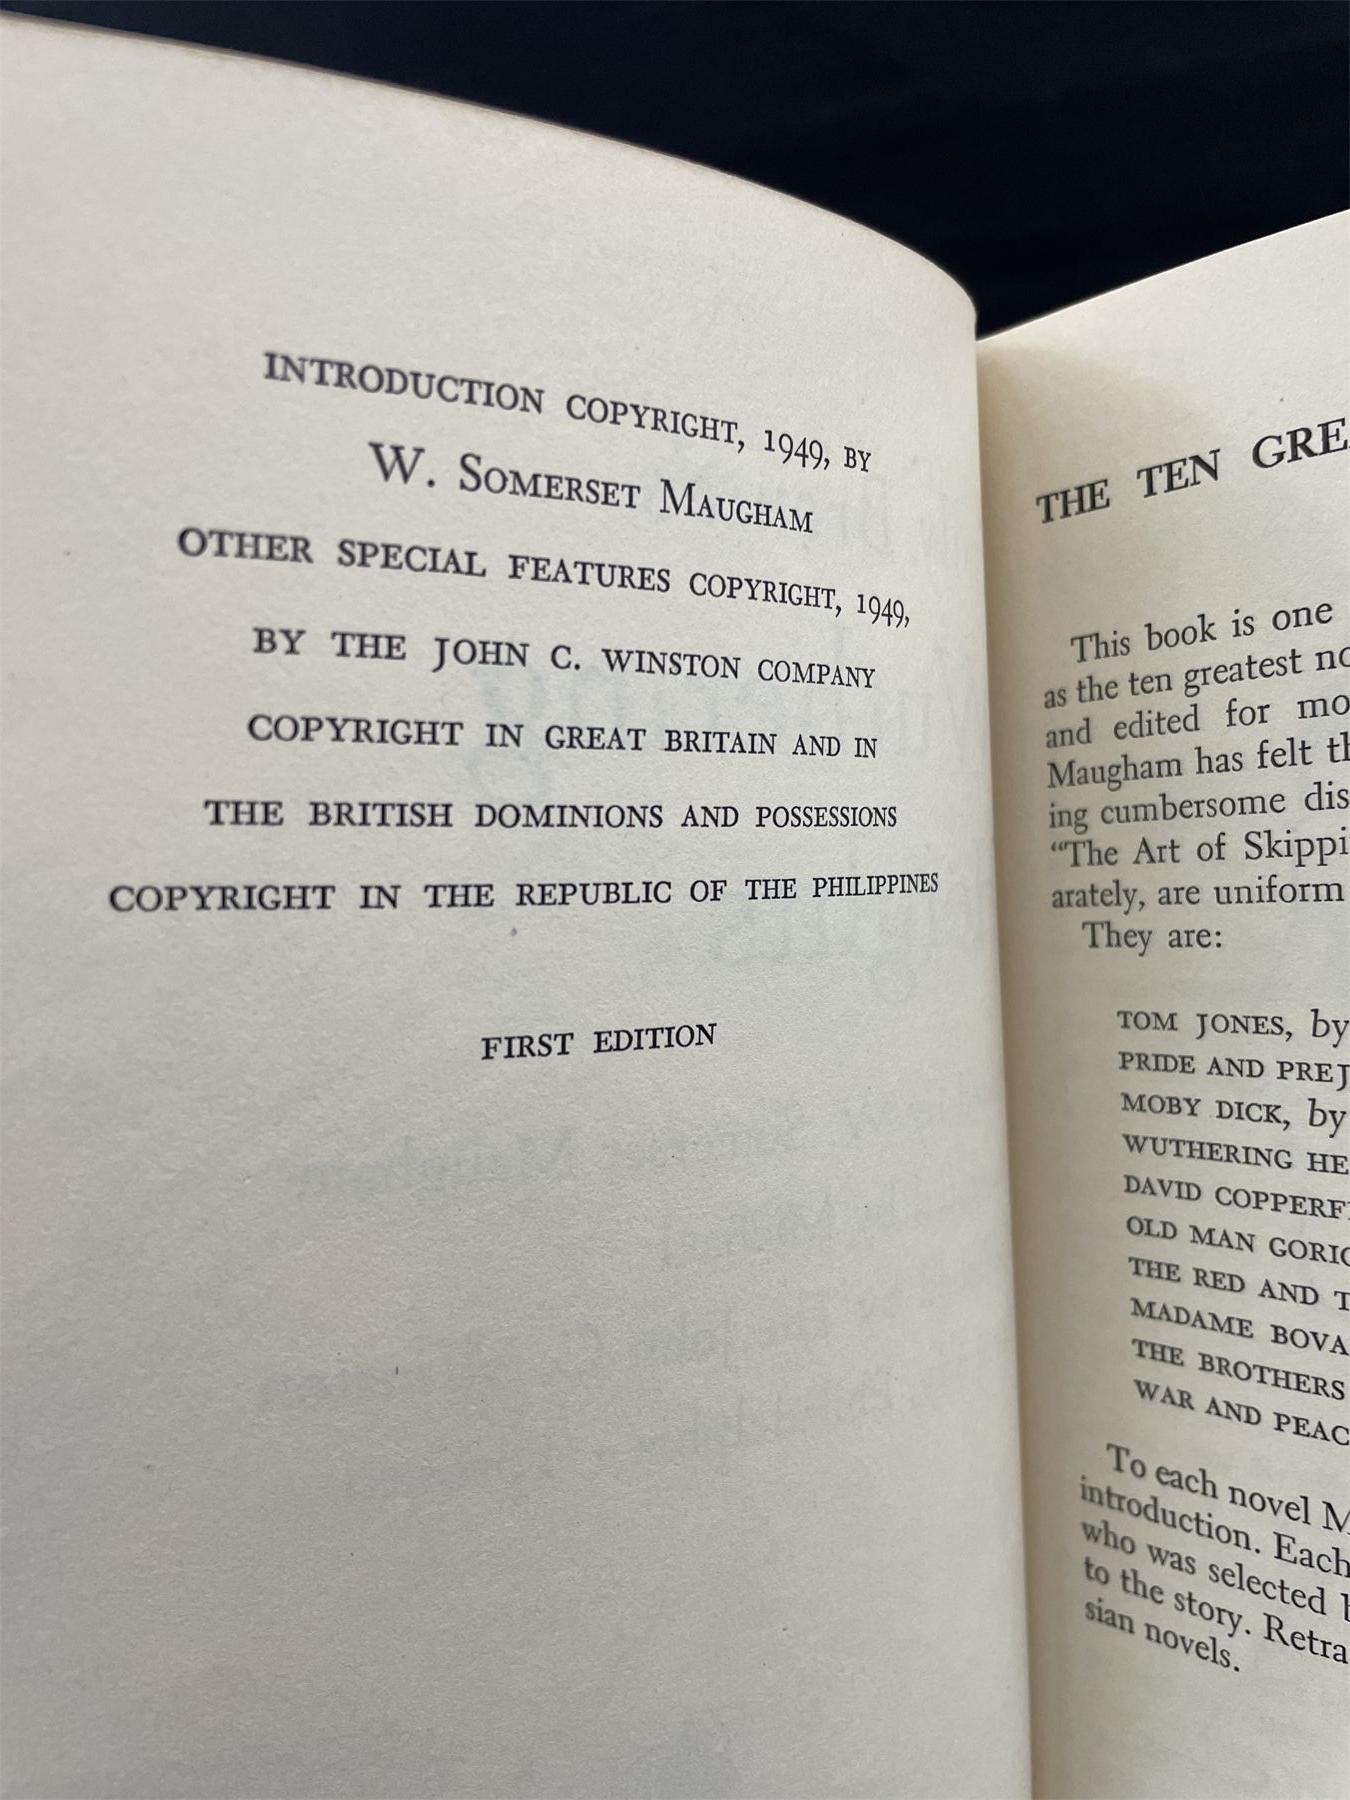 INTRODUCTION COPYRIGHT, 1949, BY
W. SOMERSET MAUGHAM
OTHER SPECIAL FEATURES COPYRIGHT, 1949,
BY THE JOHN C. WINSTON COMPANY
COPYRIGHT IN GREAT BRITAIN AND IN
THE BRITISH DOMINIONS AND POSSESSIONS
COPYRIGHT IN THE REPUBLIC OF THE PHILIPPINES
FIRST EDITION
THE TEN GREA
This book is one
as the ten greatest no
and edited for mo
Maugham has felt th
ing cumbersome dis
“The Art of Skippi
arately, are uniform
They are:
TOM JONES, by
PRIDE AND PREJ
MOBY DICK, by
WUTHERING HE
DAVID COPPERFI
OLD MAN GORIO
THE RED AND T
MADAME BOVA
THE BROTHERS
WAR AND PEAC
To each novel M
introduction. Each
who was selected
to the story. Retra
sian novels.